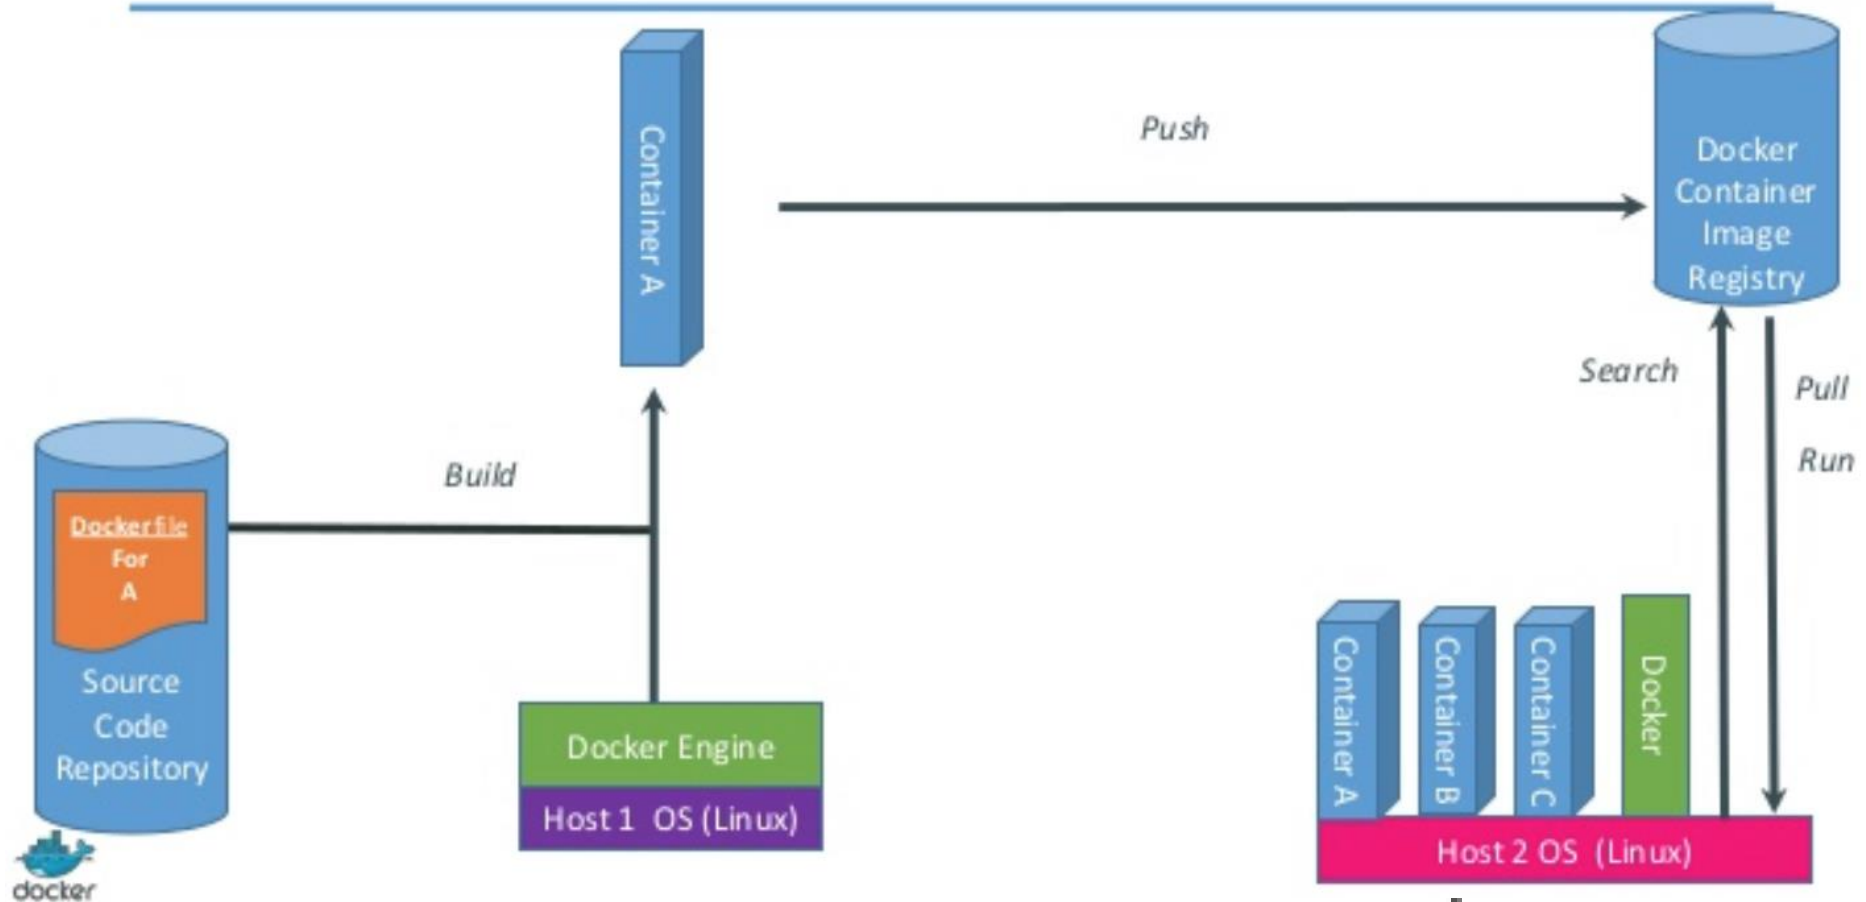 Container A
Push
Docker
Container
Image
Registry
Search
Pull
Run
Build
Dockerfile
For
A
Source
Code
Repository
Docker Engine
Host 1 OS (Linux)
Container A
Container B
Container C
Docker
Host 2 OS (Linux)
docker